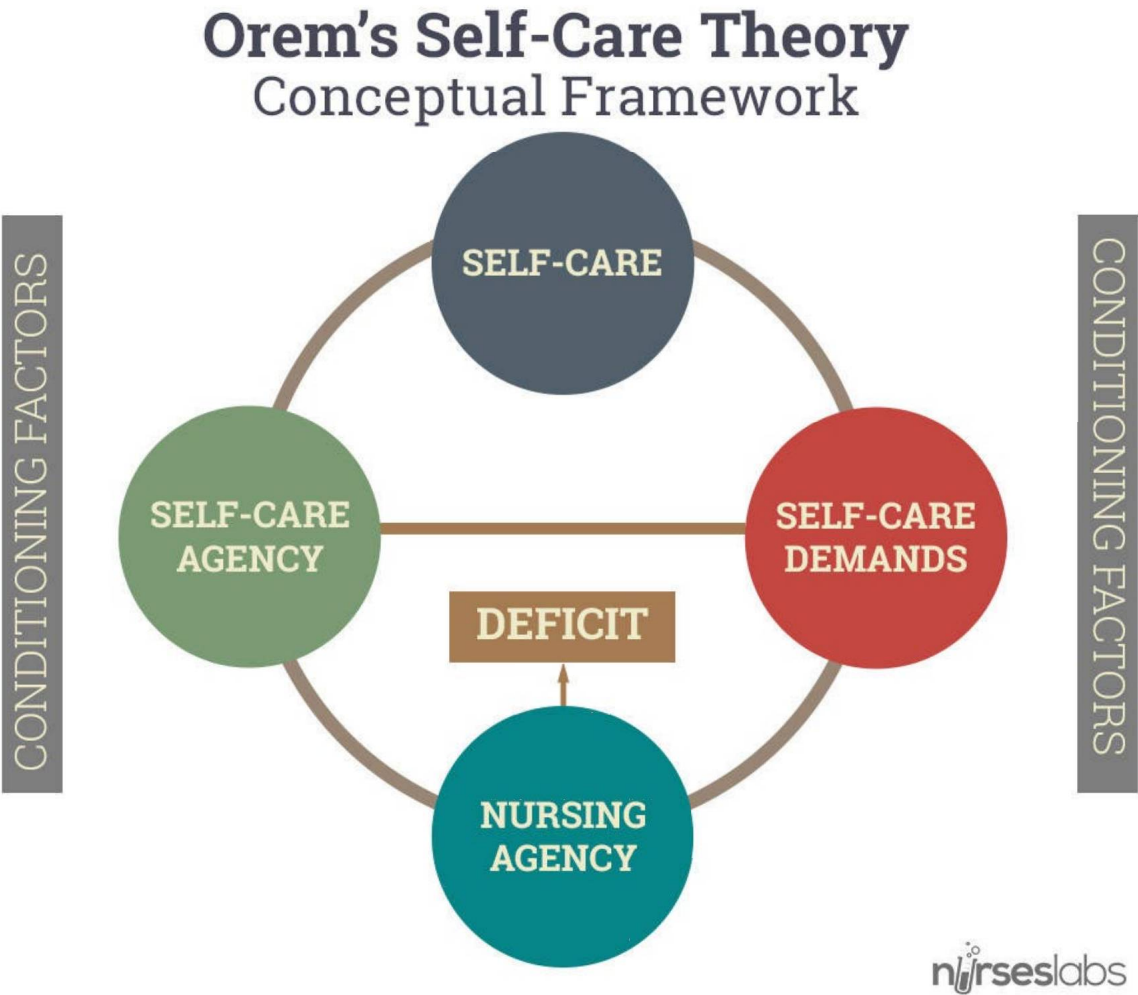 Orem's Self-Care Theory
Conceptual Framework
CONDITIONING FACTORS
SELF-CARE
CONDITIONING FACTORS
SELF-CARE
AGENCY
SELF-CARE
DEMANDS
DEFICIT
NURSING
AGENCY
nurseslabs